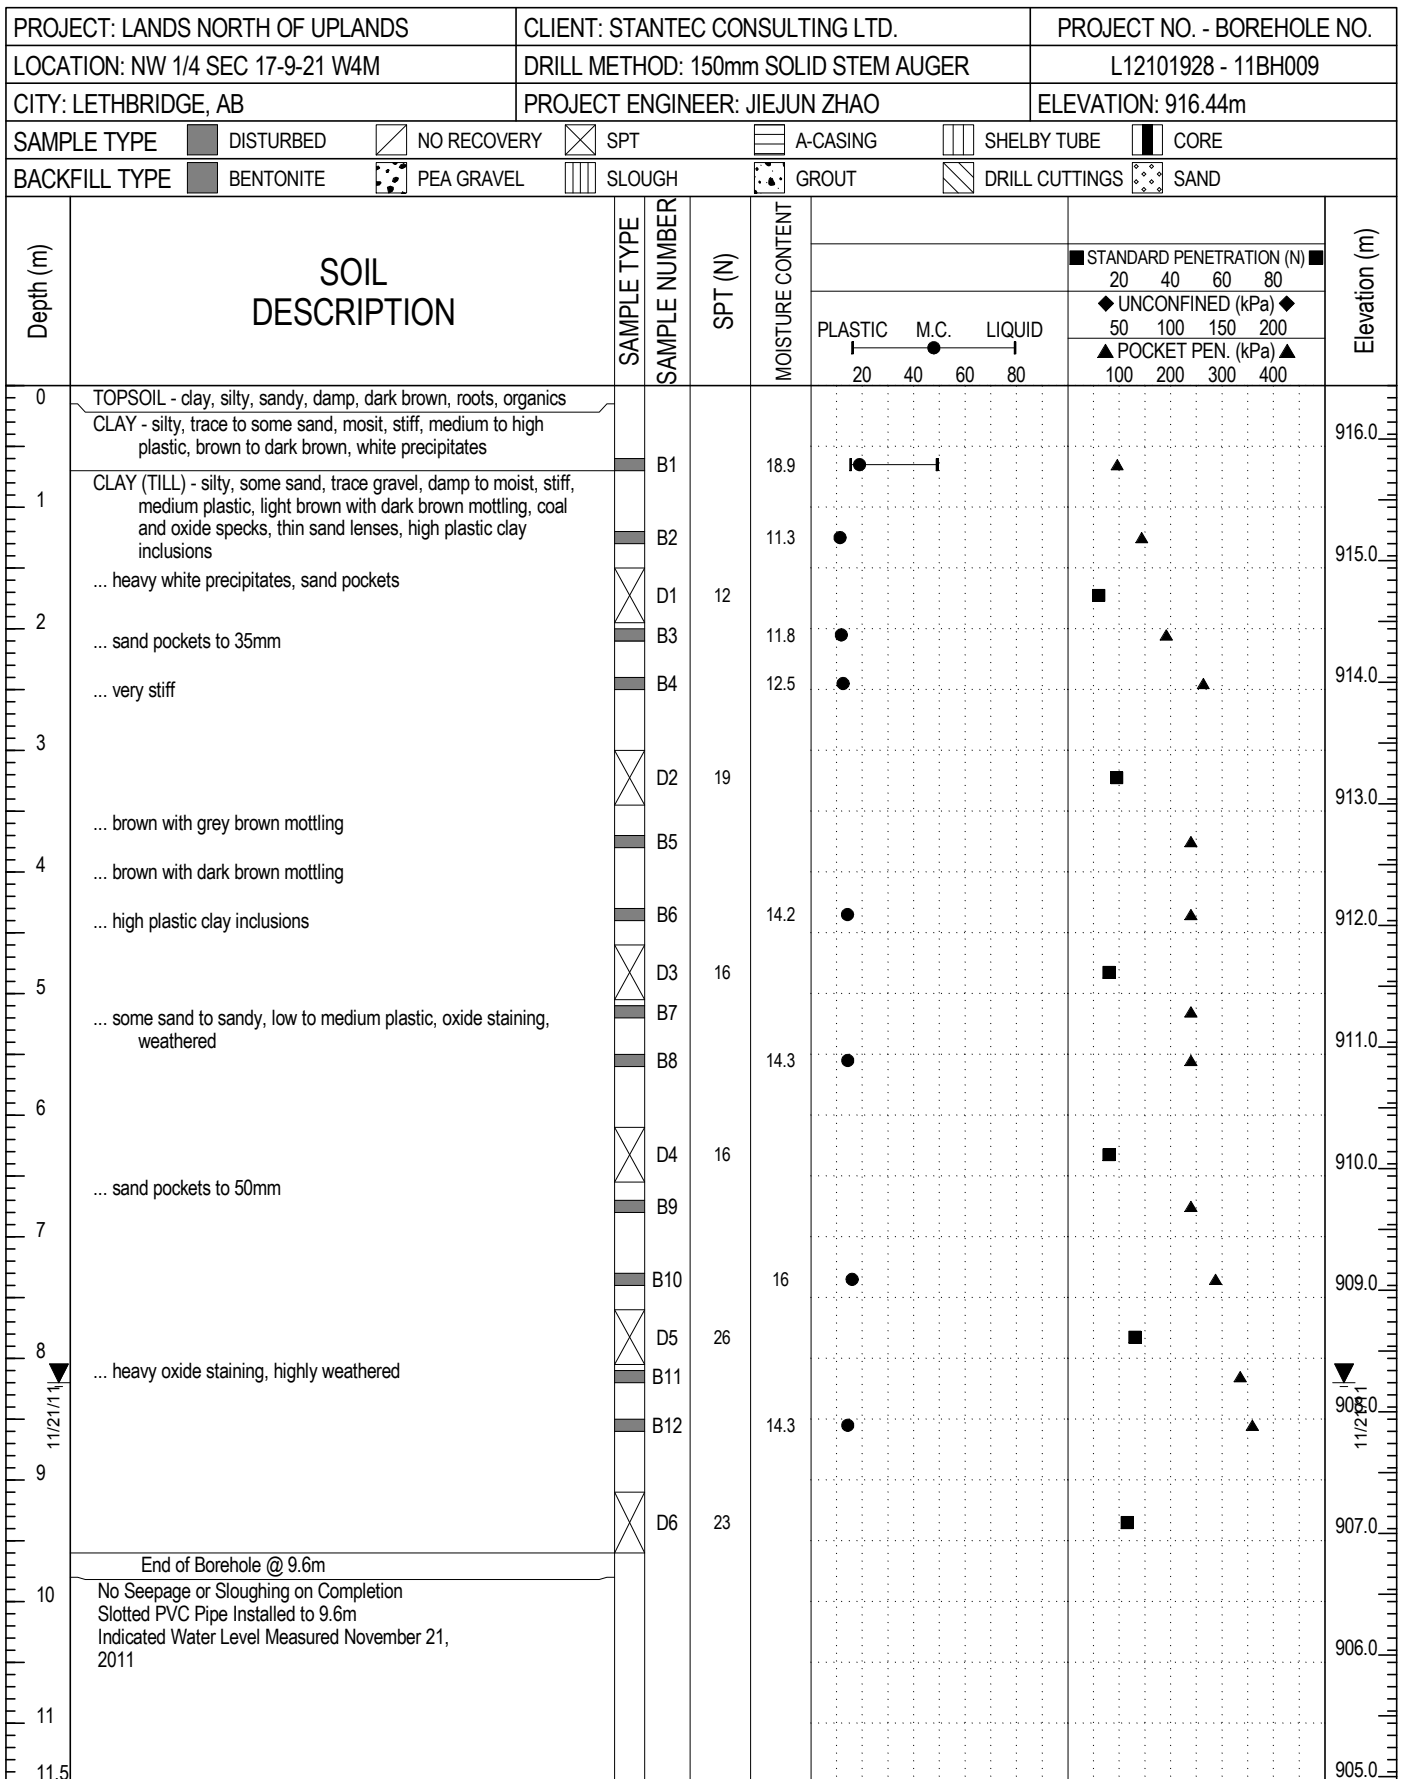 PROJECT: LANDS NORTH OF UPLANDS
CLIENT: STANTEC CONSULTING LTD.
PROJECT NO. - BOREHOLE NO.
LOCATION: NW 1/4 SEC 17-9-21 W4M
DRILL METHOD: 150mm SOLID STEM AUGER
L12101928 - 11BH009
CITY: LETHBRIDGE, AB
PROJECT ENGINEER: JIEJUN ZHAO
ELEVATION: 916.44m
SAMPLE TYPE DISTURBED NO RECOVERY SPT A-CASING SHELBY TUBE CORE
BACKFILL TYPE BENTONITE PEA GRAVEL SLOUGH GROUT DRILL CUTTINGS SAND
Depth (m)
SOIL
DESCRIPTION
SAMPLE TYPE
SAMPLE NUMBER
SPT (N)
MOISTURE CONTENT
PLASTIC M.C. LIQUID
20 40 60 80
STANDARD PENETRATION (N)
20 40 60 80
UNCONFINED (kPa)
50 100 150 200
POCKET PEN. (kPa)
100 200 300 400
Elevation (m)
0
TOPSOIL - clay, silty, sandy, damp, dark brown, roots, organics
CLAY - silty, trace to some sand, mosit, stiff, medium to high
916.0
plastic, brown to dark brown, white precipitates
B1 18.9
CLAY (TILL) - silty, some sand, trace gravel, damp to moist, stiff,
1
medium plastic, light brown with dark brown mottling, coal
and oxide specks, thin sand lenses, high plastic clay
B2 11.3
inclusions
915.0
... heavy white precipitates, sand pockets
D1 12
2
B3 11.8
... sand pockets to 35mm
914.0
B4 12.5
... very stiff
3
D2 19
913.0
... brown with grey brown mottling
B5
4
... brown with dark brown mottling
B6 14.2
... high plastic clay inclusions
912.0
D3 16
5
B7
... some sand to sandy, low to medium plastic, oxide staining,
weathered
911.0
B8 14.3
6
D4 16
910.0
... sand pockets to 50mm
B9
7
B10 16
909.0
D5 26
8
... heavy oxide staining, highly weathered
B11
11/21/11
908.0
11/21/11
B12 14.3
9
D6 23
907.0
End of Borehole @ 9.6m
10
No Seepage or Sloughing on Completion
Slotted PVC Pipe Installed to 9.6m
Indicated Water Level Measured November 21,
2011
906.0
11
11.5
905.0